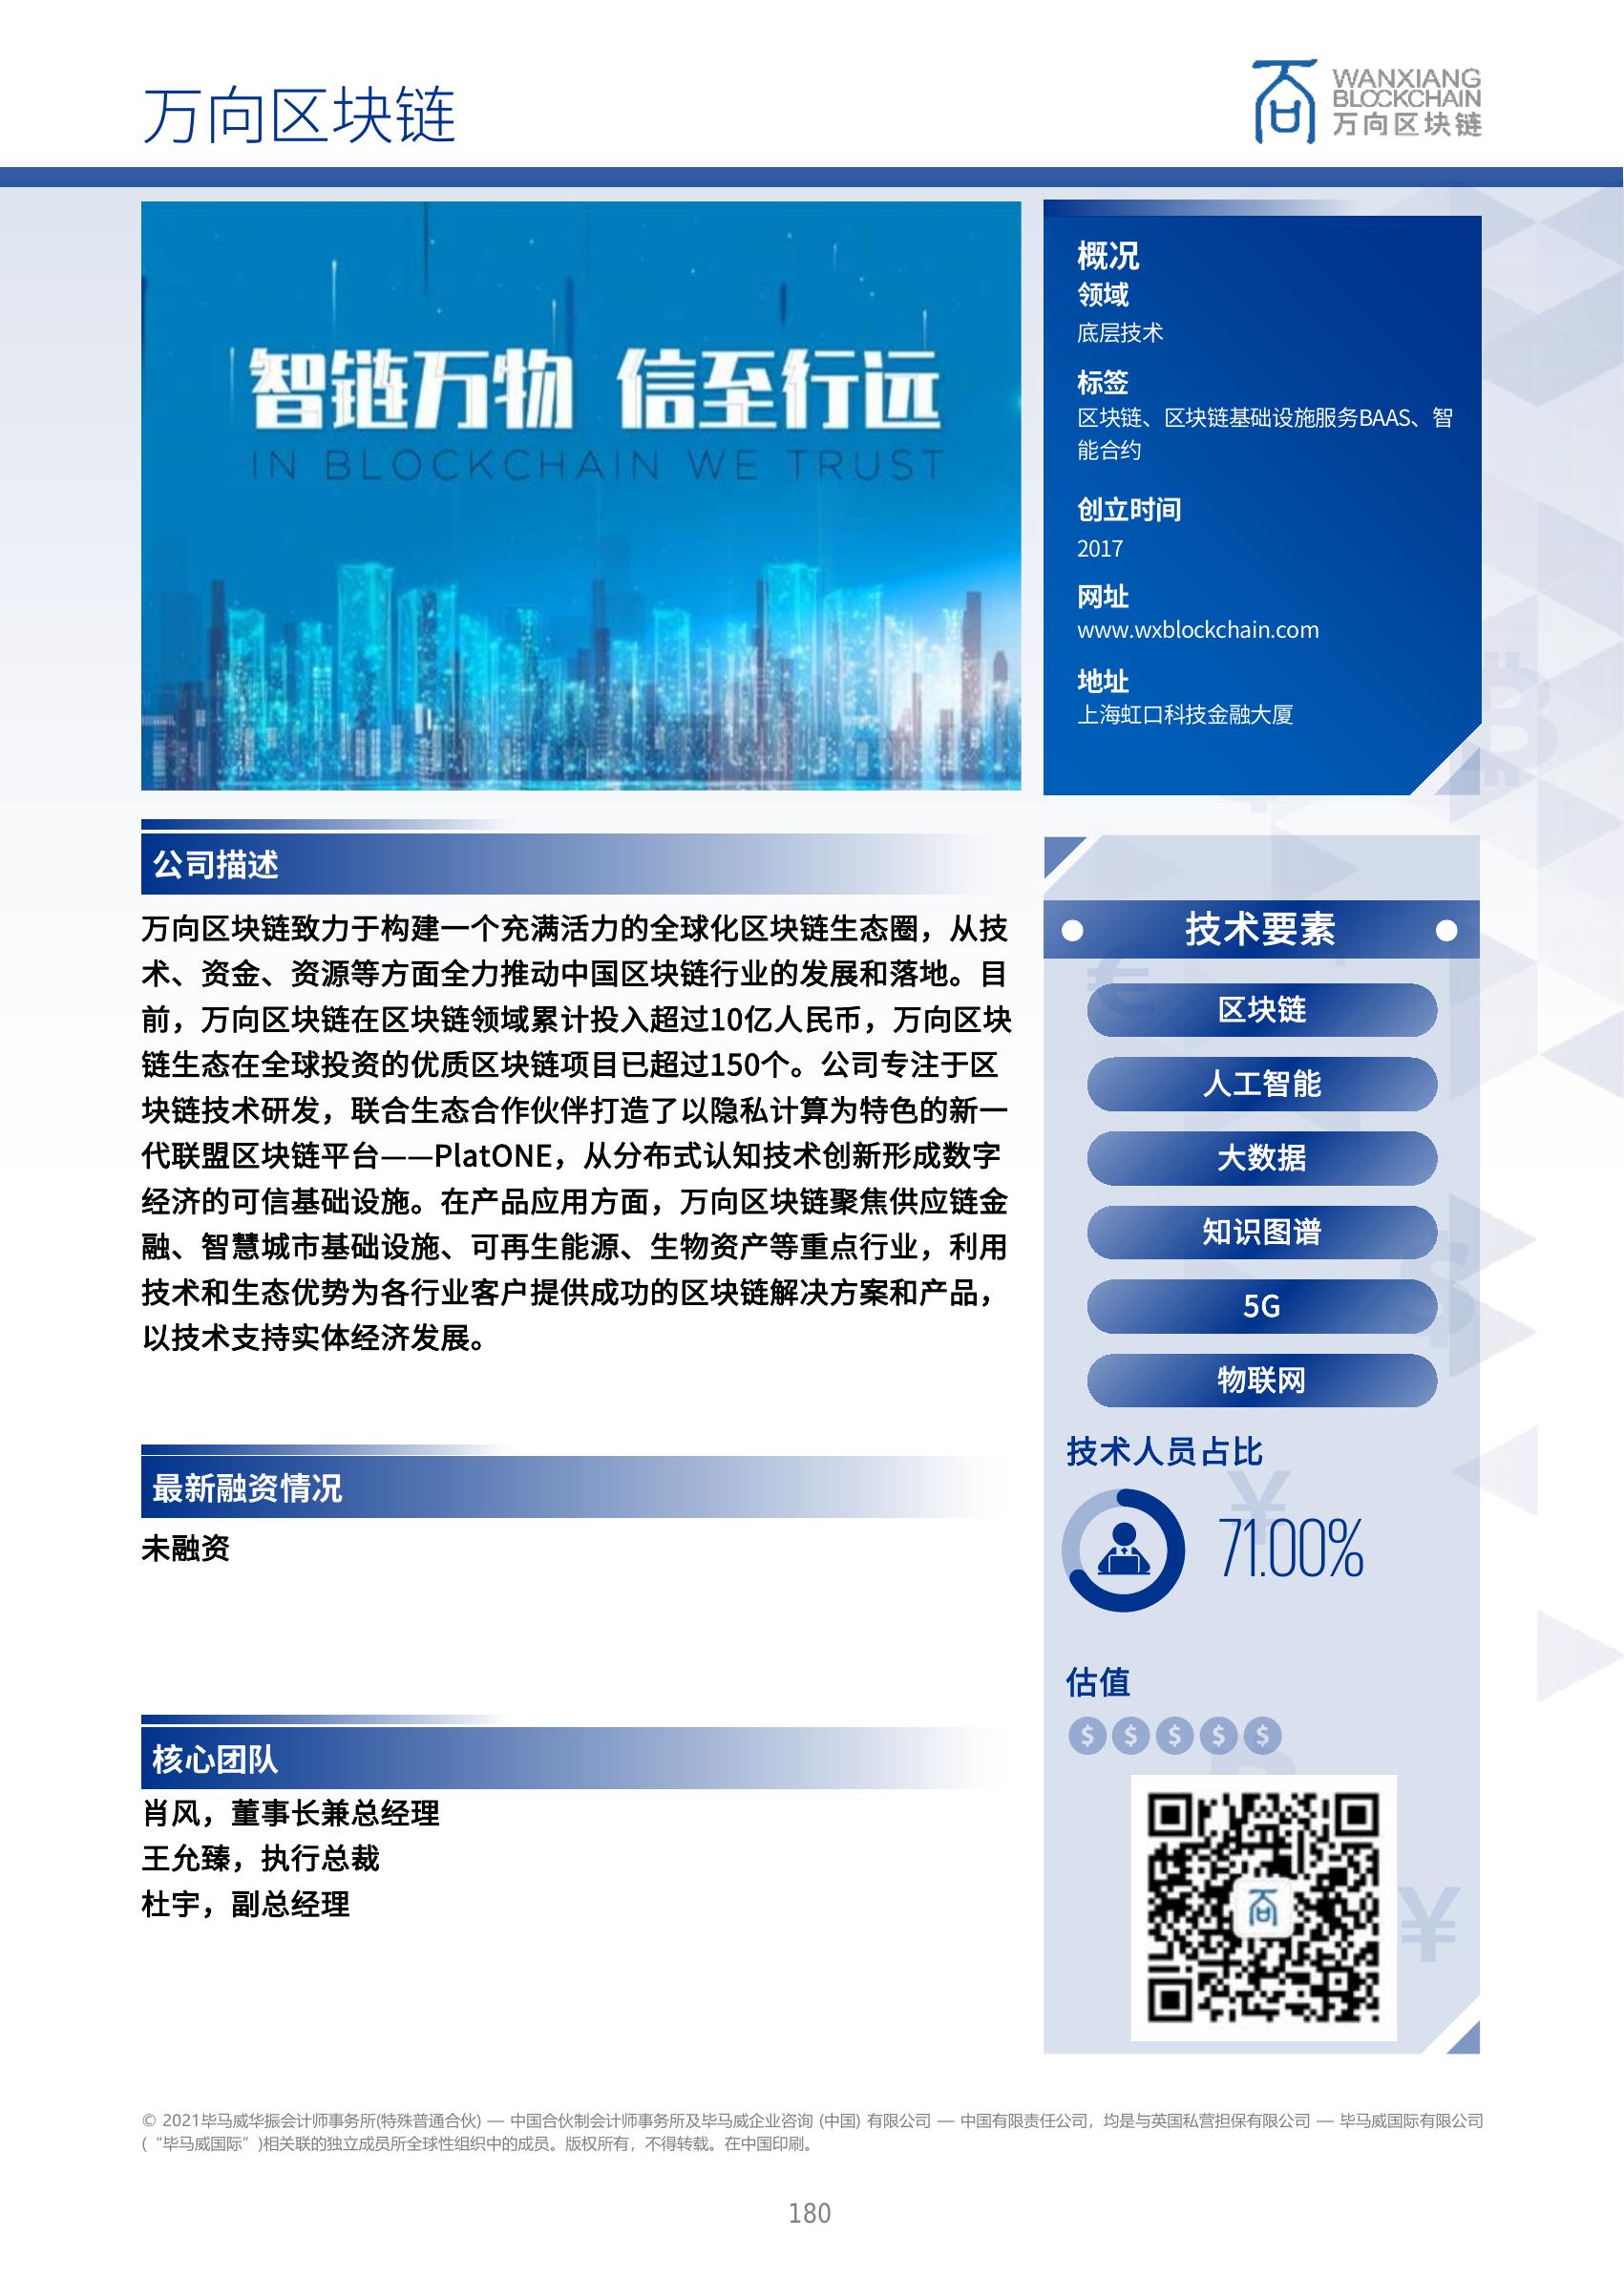 万向区块链
WANXIANG
BLOCKCHAIN
万向区块链
智链万物 信至行远
IN BLOCKCHAIN WE TRUST
概况
领域
底层技术
标签
区块链、区块链基础设施服务BAAS、智
能合约
创立时间
2017
网址
www.wxblockchain.com
地址
上海虹口科技金融大厦
公司描述
万向区块链致力于构建一个充满活力的全球化区块链生态圈，从技
术、资金、资源等方面全力推动中国区块链行业的发展和落地。目
前，万向区块链在区块链领域累计投入超过10亿人民币，万向区块
链生态在全球投资的优质区块链项目已超过150个。公司专注于区
块链技术研发，联合生态合作伙伴打造了以隐私计算为特色的新一
代联盟区块链平台——PlatONE，从分布式认知技术创新形成数字
经济的可信基础设施。在产品应用方面，万向区块链聚焦供应链金
融、智慧城市基础设施、可再生能源、生物资产等重点行业，利用
技术和生态优势为各行业客户提供成功的区块链解决方案和产品，
以技术支持实体经济发展。
最新融资情况
未融资
核心团队
肖风，董事长兼总经理
王允臻，执行总裁
杜宇，副总经理
技术要素
区块链
人工智能
大数据
知识图谱
5G
物联网
技术人员占比
71.00%
估值
$ $ $ $ $
© 2021毕马威华振会计师事务所(特殊普通合伙) — 中国合伙制会计师事务所及毕马威企业咨询 (中国) 有限公司 — 中国有限责任公司，均是与英国私营担保有限公司 — 毕马威国际有限公司
(“毕马威国际”)相关联的独立成员所全球性组织中的成员。版权所有，不得转载。在中国印刷。
180